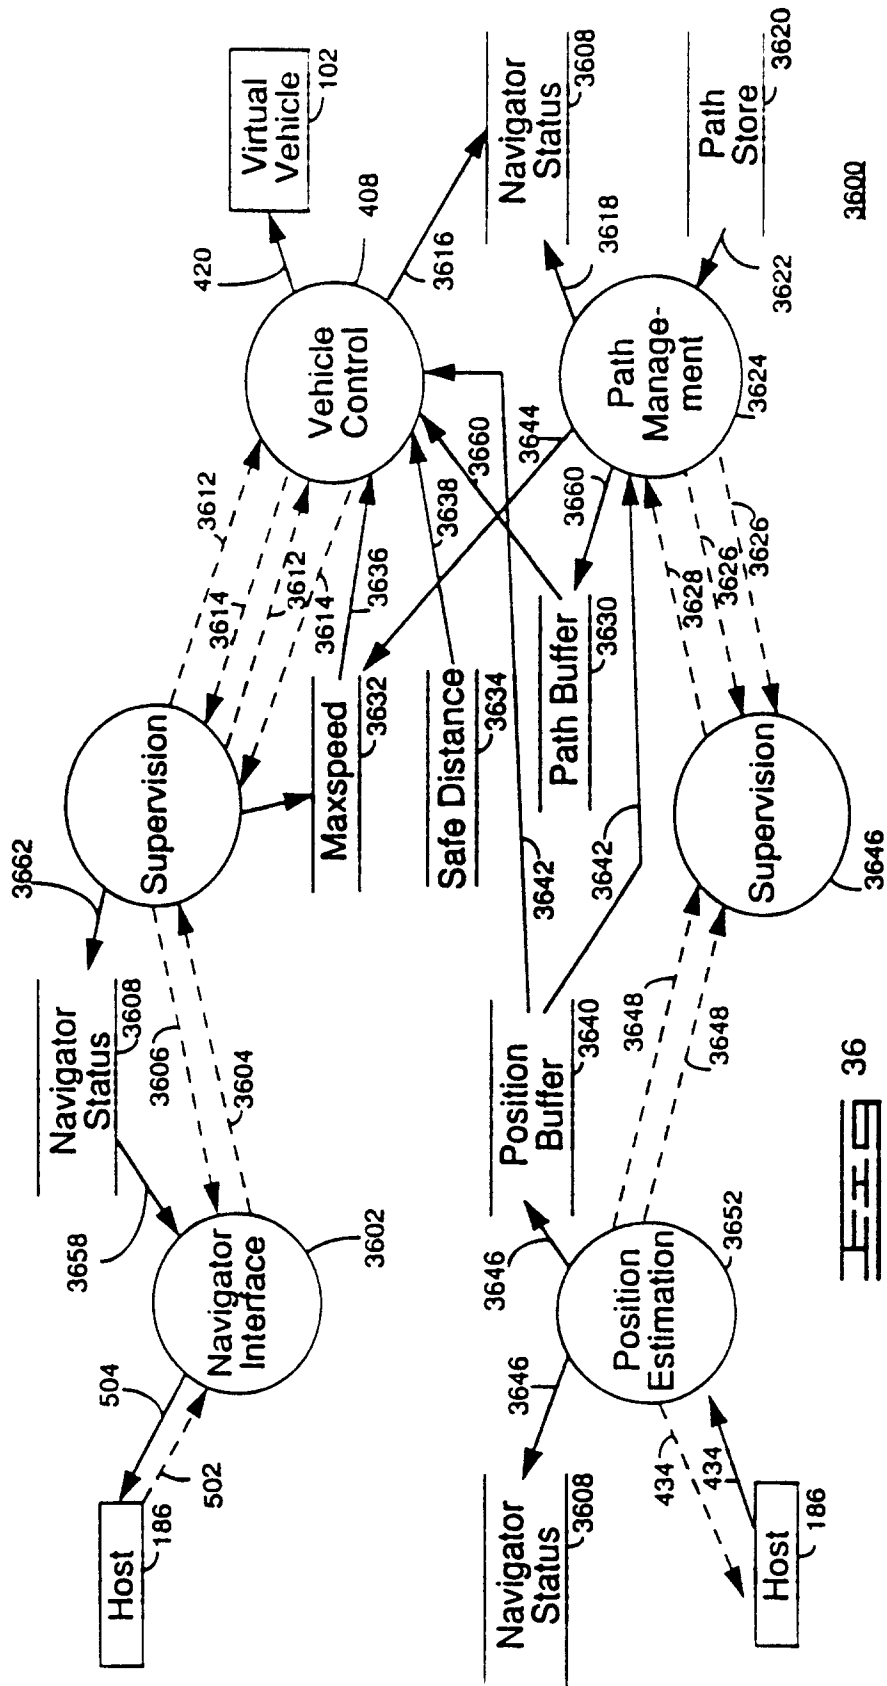 Host
186
504
502
Navigator
Interface
3602
3658
Navigator
Status
3608
3662
3606
3604
Supervision
3612
3614
3612
3614
Vehicle
Control
408
420
Virtual
Vehicle
102
3616
Navigator
Status
3608
Maxspeed
3632
3636
Safe Distance
3634
3638
3660
3644
Path Buffer
3630
3660
3642
3642
Position
Buffer
3640
3618
Path
Manage-
ment
3624
3622
Path
Store
3620
3628
3626
3626
Supervision
3646
3648
3648
Position
Estimation
3652
3646
3646
Navigator
Status
3608
434
434
Host
186
FIG 36
3600